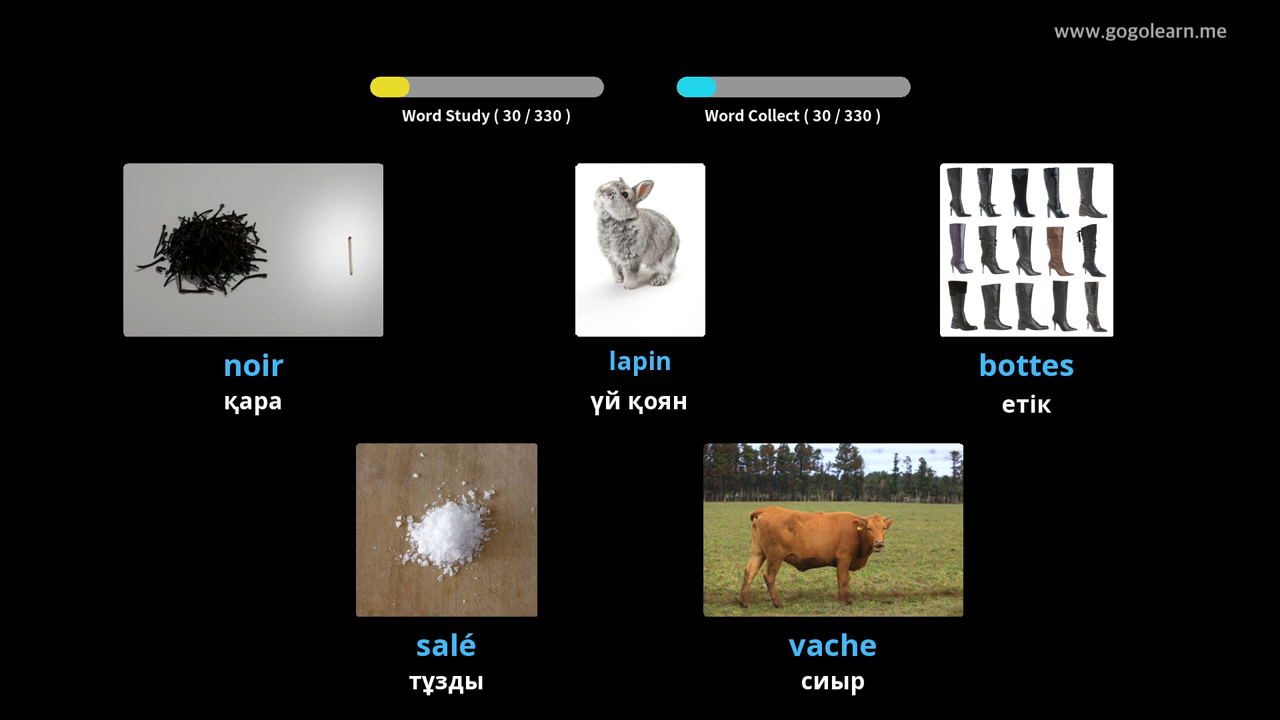 www.gogolearn.me
Word Study ( 30 / 330 )
Word Collect ( 30 / 330 )
noir
қара
lapin
үй қоян
bottes
етік
salé
тұзды
vache
сиыр